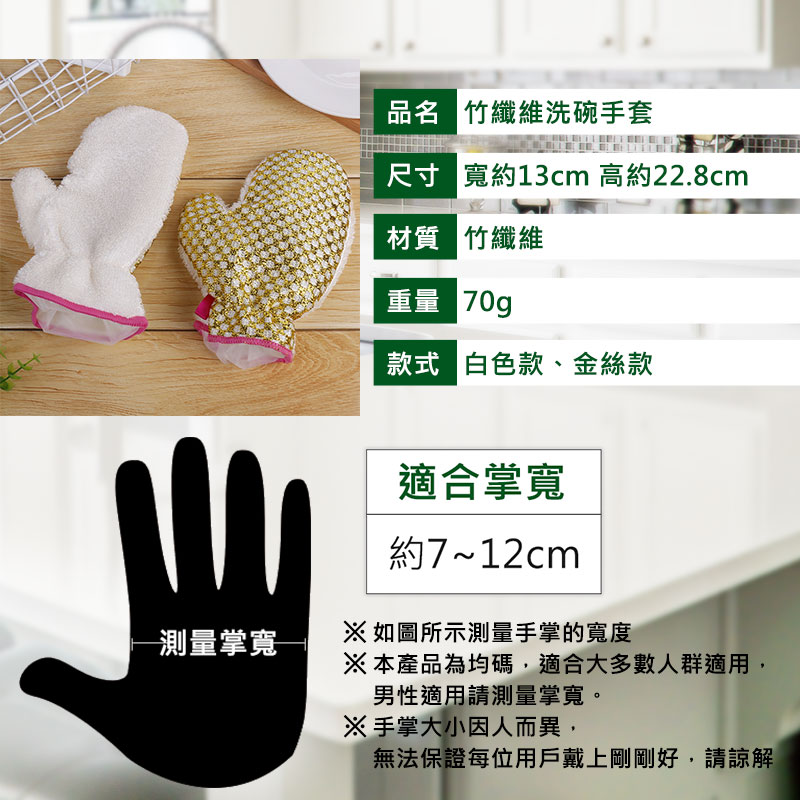 品名 竹纖維洗碗手套
尺寸 寬約13cm 高約22.8cm
材質 竹纖維
重量 70g
款式 白色款、金絲款
適合掌寬
約7~12cm
測量掌寬
※如圖所示測量手掌的寬度
※本產品為均碼，適合大多數人群適用，
男性適用請測量掌寬。
※手掌大小因人而異，
無法保證每位用戶戴上剛剛好，請諒解